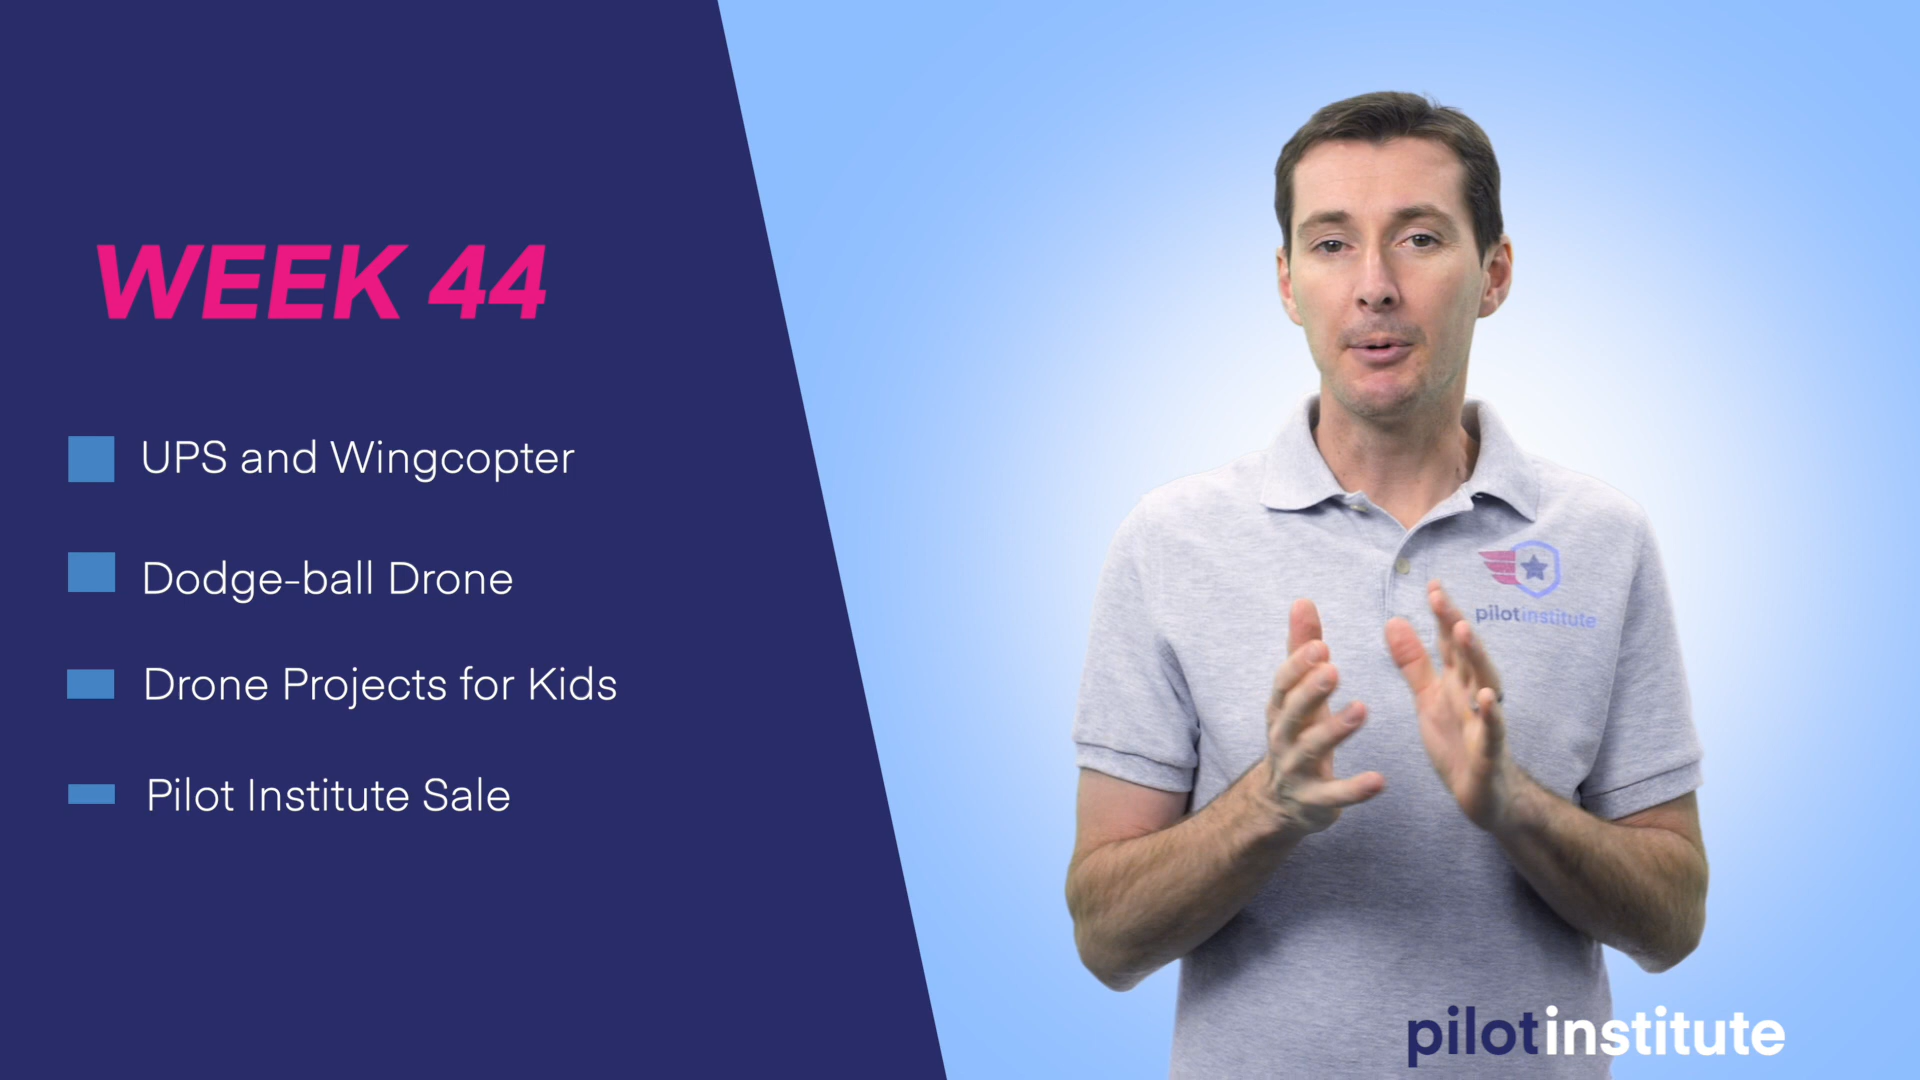 WEEK 44
UPS and Wingcopter
Dodge-ball Drone
Drone Projects for Kids
Pilot Institute Sale
pilotinstitute
pilotinstitute